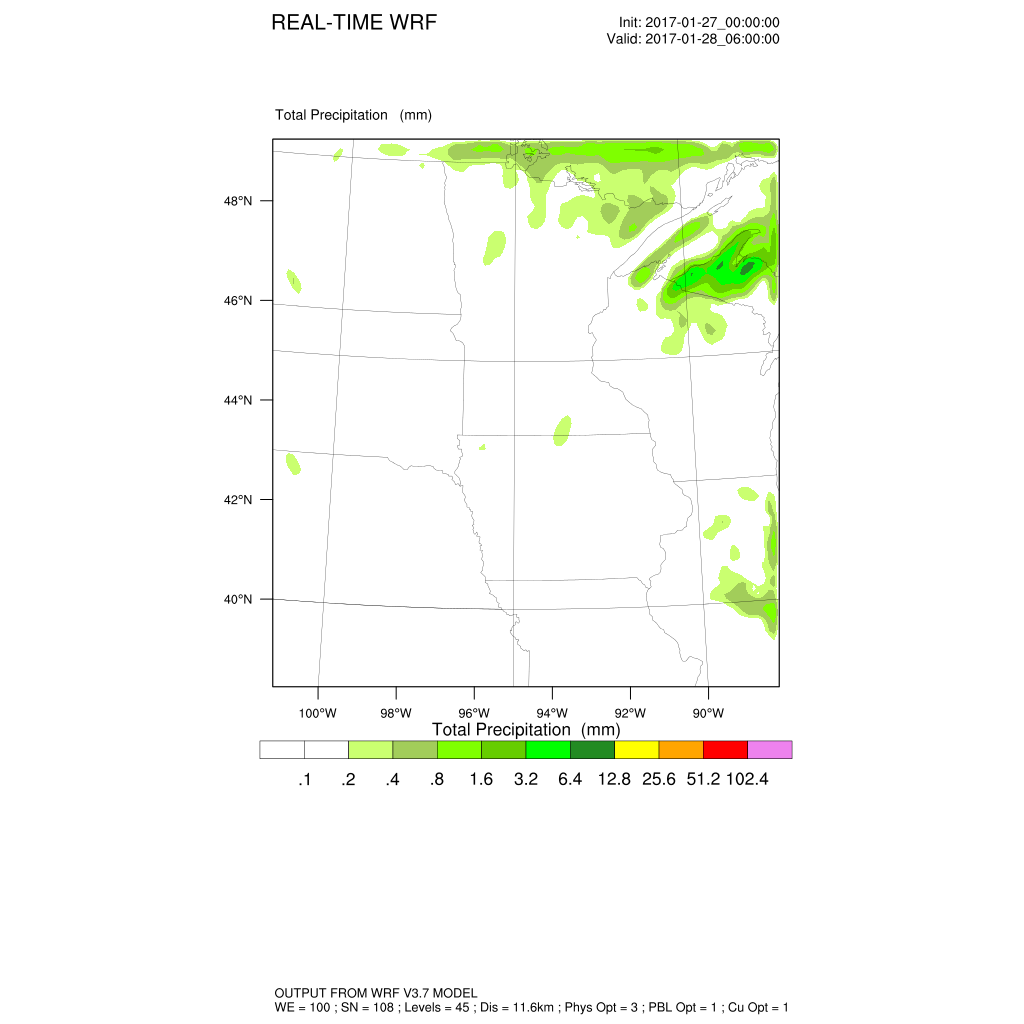 REAL-TIME WRF
Init: 2017-01-27_00:00:00
Valid: 2017-01-28_06:00:00
Total Precipitation (mm)
48°N
46°N
44°N
42°N
40°N
100°W 98°W 96°W 94°W 92°W 90°W
Total Precipitation (mm)
.1 .2 .4 .8 1.6 3.2 6.4 12.8 25.6 51.2 102.4
OUTPUT FROM WRF V3.7 MODEL
WE = 100 ; SN = 108 ; Levels = 45 ; Dis = 11.6km ; Phys Opt = 3 ; PBL Opt = 1 ; Cu Opt = 1